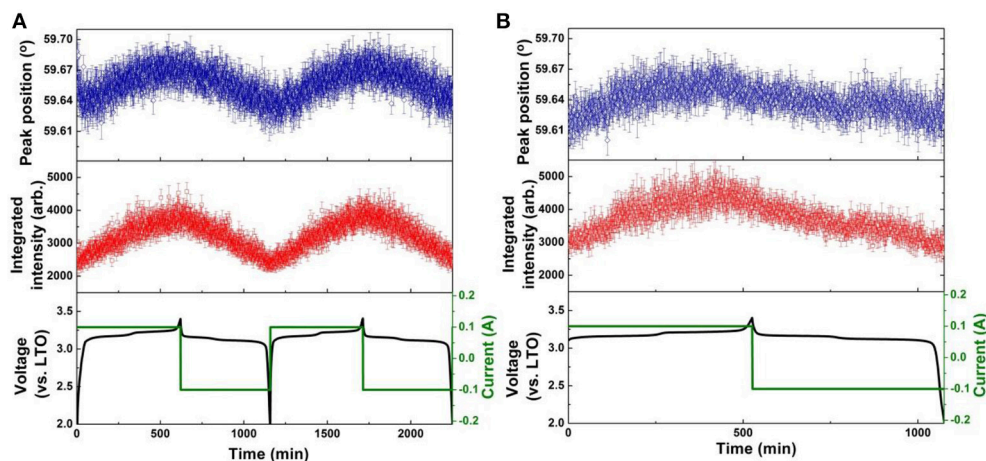 A
Peak position (°)
59.70
59.67
59.64
59.61
Integrated
intensity (arb.)
5000
4000
3000
2000
Voltage
(vs. LTO)
3.5
3.0
2.5
2.0
0.2
0.1
0.0
-0.1
-0.2
Current (A)
0
500
1000
1500
2000
Time (min)
B
Peak position (°)
59.70
59.67
59.64
59.61
Integrated
intensity (arb.)
5000
4000
3000
2000
Voltage
(vs. LTO)
3.5
3.0
2.5
2.0
0.2
0.1
0.0
-0.1
-0.2
Current (A)
0
500
1000
Time (min)